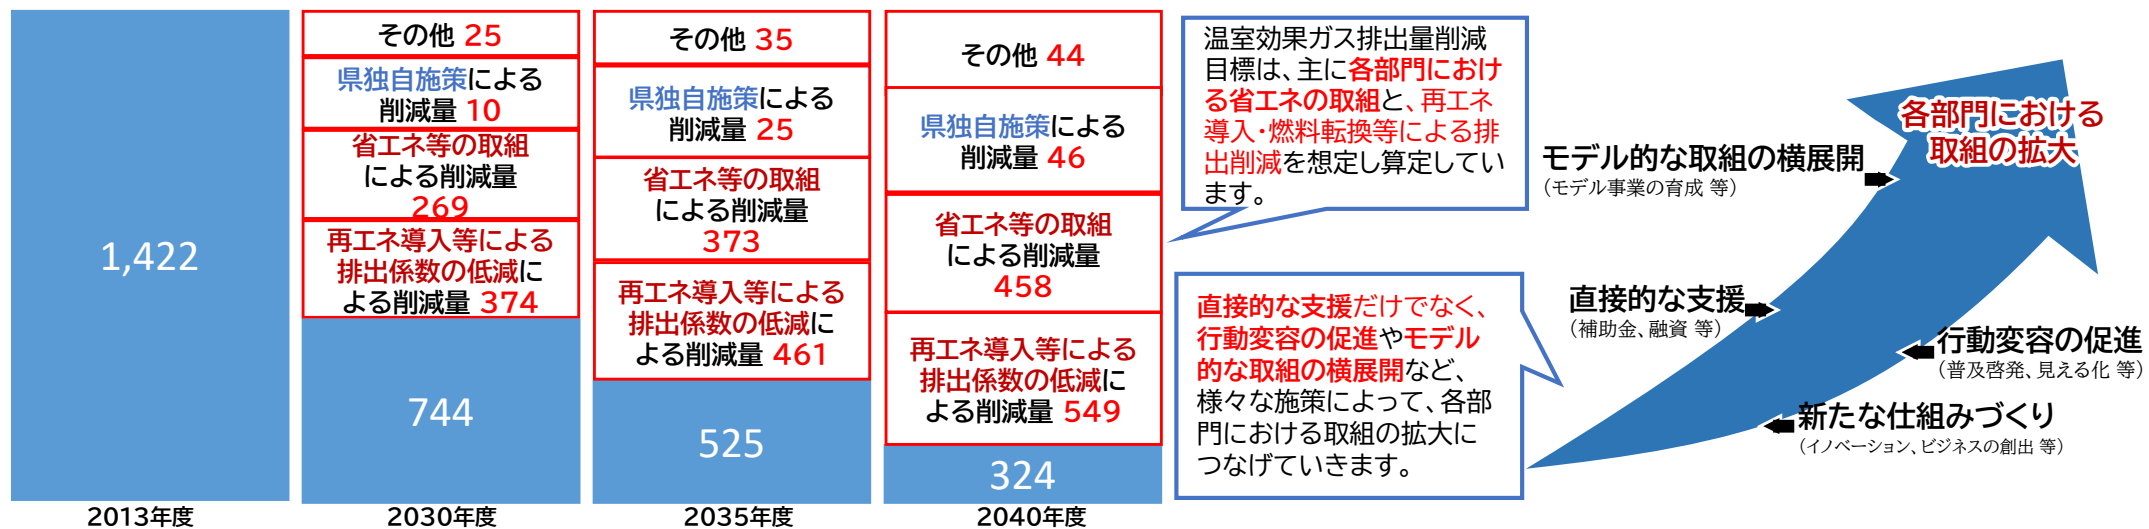 1,422
2013年度
その他 25
県独自施策による
削減量 10
省エネ等の取組
による削減量
269
再エネ導入等による
排出係数の低減に
よる削減量 374
744
2030年度
その他 35
県独自施策による
削減量 25
省エネ等の取組
による削減量
373
再エネ導入等による
排出係数の低減に
よる削減量 461
525
2035年度
その他 44
県独自施策による
削減量 46
省エネ等の取組
による削減量
458
再エネ導入等による
排出係数の低減に
よる削減量 549
324
2040年度
温室効果ガス排出量削減
目標は、主に各部門におけ
る省エネの取組と、再エネ
導入・燃料転換等による排
出削減を想定し算定してい
ます。
直接的な支援だけでなく、
行動変容の促進やモデル
的な取組の横展開など、
様々な施策によって、各部
門における取組の拡大に
つなげていきます。
各部門における
取組の拡大
モデル的な取組の横展開
（モデル事業の育成 等）
直接的な支援
（補助金、融資 等）
行動変容の促進
（普及啓発、見える化 等）
新たな仕組みづくり
（イノベーション、ビジネスの創出 等）